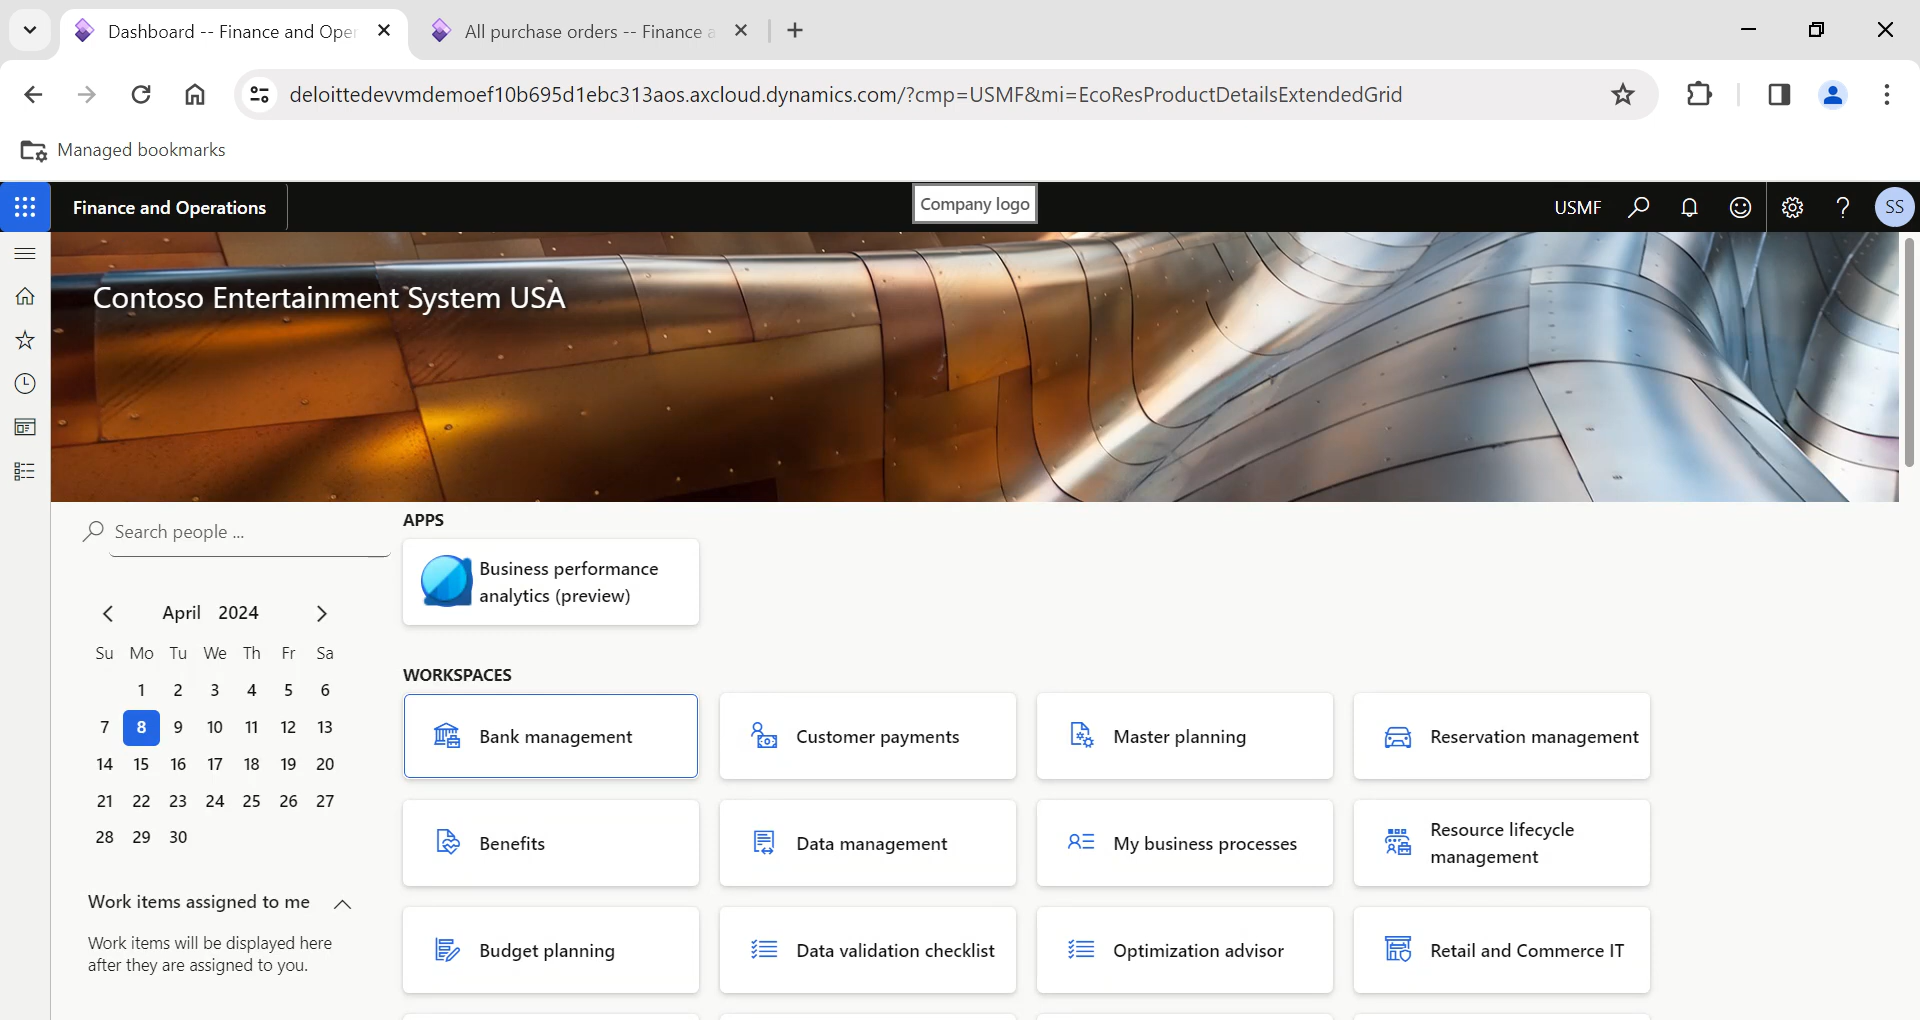 Dashboard -- Finance and Oper
All purchase orders -- Finance a
deloittedevvmdemoef10b695d1ebc313aos.axcloud.dynamics.com/?cmp=USMF&mi=EcoResProductDetailsExtendedGrid
Managed bookmarks
Finance and Operations
Company logo
USMF
?
SS
Contoso Entertainment System USA
Search people ...
APPS
Business performance
analytics (preview)
April 2024
Su Mo Tu We Th Fr Sa
1 2 3 4 5 6
7 8 9 10 11 12 13
14 15 16 17 18 19 20
21 22 23 24 25 26 27
28 29 30
WORKSPACES
Bank management
Customer payments
Master planning
Reservation management
Benefits
Data management
My business processes
Resource lifecycle
management
Work items assigned to me
Work items will be displayed here
after they are assigned to you.
Budget planning
Data validation checklist
Optimization advisor
Retail and Commerce IT